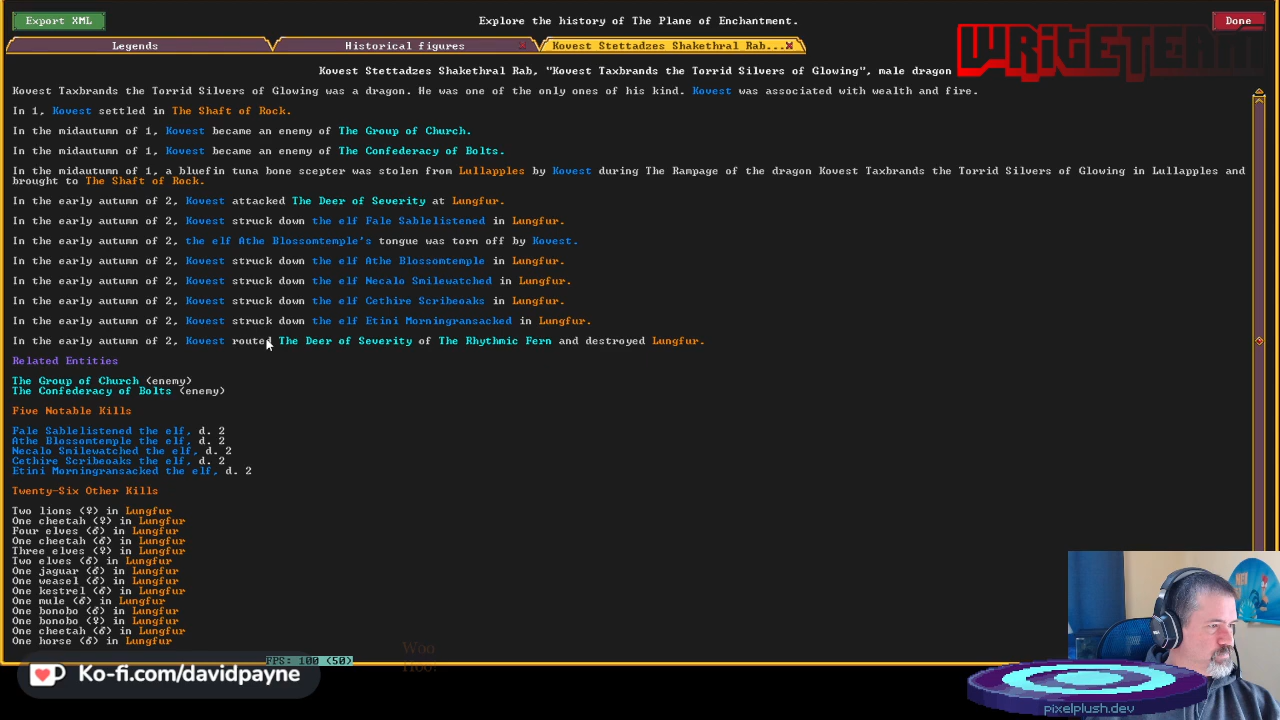 Export XML
Explore the history of The Plane of Enchantment.
Done
Legends
Historical figures
Kovest Stettadzes Shakethral Rab...
WRITETEAM
Kovest Stettadzes Shakethral Rab, "Kovest Taxbrands the Torrid Silvers of Glowing", male dragon
Kovest Taxbrands the Torrid Silvers of Glowing was a dragon. He was one of the only ones of his kind. Kovest was associated with wealth and fire.
In 1, Kovest settled in The Shaft of Rock.
In the midautumn of 1, Kovest became an enemy of The Group of Church.
In the midautumn of 1, Kovest became an enemy of The Confederacy of Bolts.
In the midautumn of 1, a bluefin tuna bone scepter was stolen from Lullapples by Kovest during The Rampage of the dragon Kovest Taxbrands the Torrid Silvers of Glowing in Lullapples and
brought to The Shaft of Rock.
In the early autumn of 2, Kovest attacked The Deer of Severity at Lungfur.
In the early autumn of 2, Kovest struck down the elf Fale Sablelistened in Lungfur.
In the early autumn of 2, the elf Athe Blossomtemple's tongue was torn off by Kovest.
In the early autumn of 2, Kovest struck down the elf Athe Blossomtemple in Lungfur.
In the early autumn of 2, Kovest struck down the elf Necalo Smilewatched in Lungfur.
In the early autumn of 2, Kovest struck down the elf Cethire Scribeoaks in Lungfur.
In the early autumn of 2, Kovest struck down the elf Etini Morningransacked in Lungfur.
In the early autumn of 2, Kovest routed The Deer of Severity of The Rhythmic Fern and destroyed Lungfur.
Related Entities
The Group of Church (enemy)
The Confederacy of Bolts (enemy)
Five Notable Kills
Fale Sablelistened the elf, d. 2
Athe Blossomtemple the elf, d. 2
Necalo Smilewatched the elf, d. 2
Cethire Scribeoaks the elf, d. 2
Etini Morningransacked the elf, d. 2
Twenty-Six Other Kills
Two lions (♀) in Lungfur
One cheetah (♀) in Lungfur
Four elves (♂) in Lungfur
One cheetah (♂) in Lungfur
Three elves (♀) in Lungfur
Two elves (♂) in Lungfur
One jaguar (♂) in Lungfur
One weasel (♂) in Lungfur
One kestrel (♂) in Lungfur
One mule (♂) in Lungfur
One bonobo (♂) in Lungfur
One bonobo (♀) in Lungfur
One cheetah (♂) in Lungfur
One horse (♂) in Lungfur
Woo
Hoo!
FPS: 100 (50)
Ko-fi.com/davidpayne
pixelplush.dev